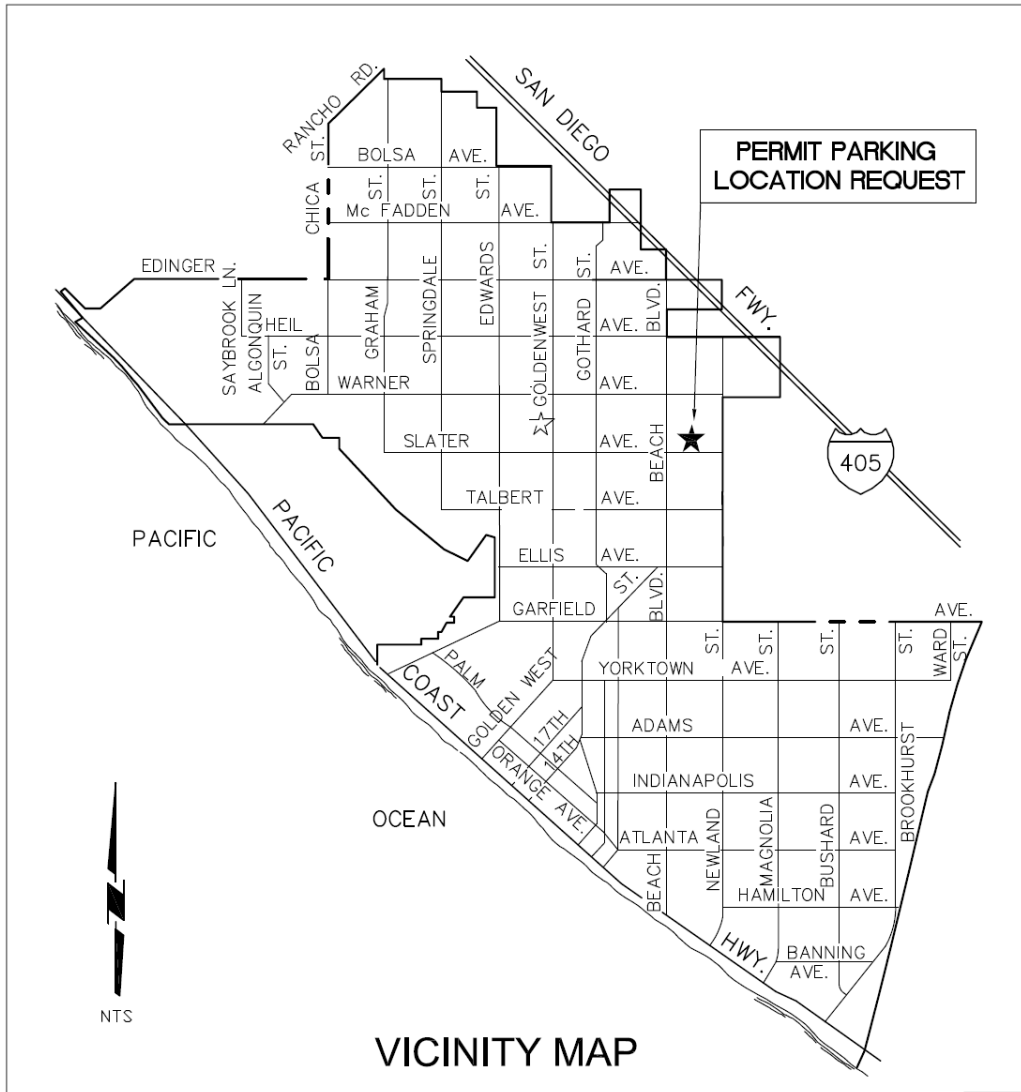 SAN DIEGO
FWY.
RANCHO RD.
PERMIT PARKING
LOCATION REQUEST
BOLSA AVE.
CHICA ST.
ST.
ST.
ST.
Mc FADDEN AVE.
EDINGER
AVE.
SAYBROOK LN.
ALGONQUIN ST.
HEIL
AVE.
BOLSA
GRAHAM
SPRINGDALE
EDWARDS
GOLDENWEST ST.
GOTHARD ST.
BLVD.
WARNER
AVE.
SLATER
AVE.
BEACH
405
TALBERT
AVE.
PACIFIC
PACIFIC
ELLIS
AVE.
ST.
BLVD.
GARFIELD
AVE.
ST.
ST.
ST.
ST.
WARD ST.
PALM
YORKTOWN AVE.
COAST
GOLDEN WEST
17TH
14TH
ADAMS
AVE.
ORANGE AVE.
INDIANAPOLIS
AVE.
BROOKHURST
OCEAN
ATLANTA
AVE.
BEACH
NEWLAND
MAGNOLIA
BUSHARD
HAMILTON
AVE.
HWY.
BANNING
AVE.
N
NTS
VICINITY MAP